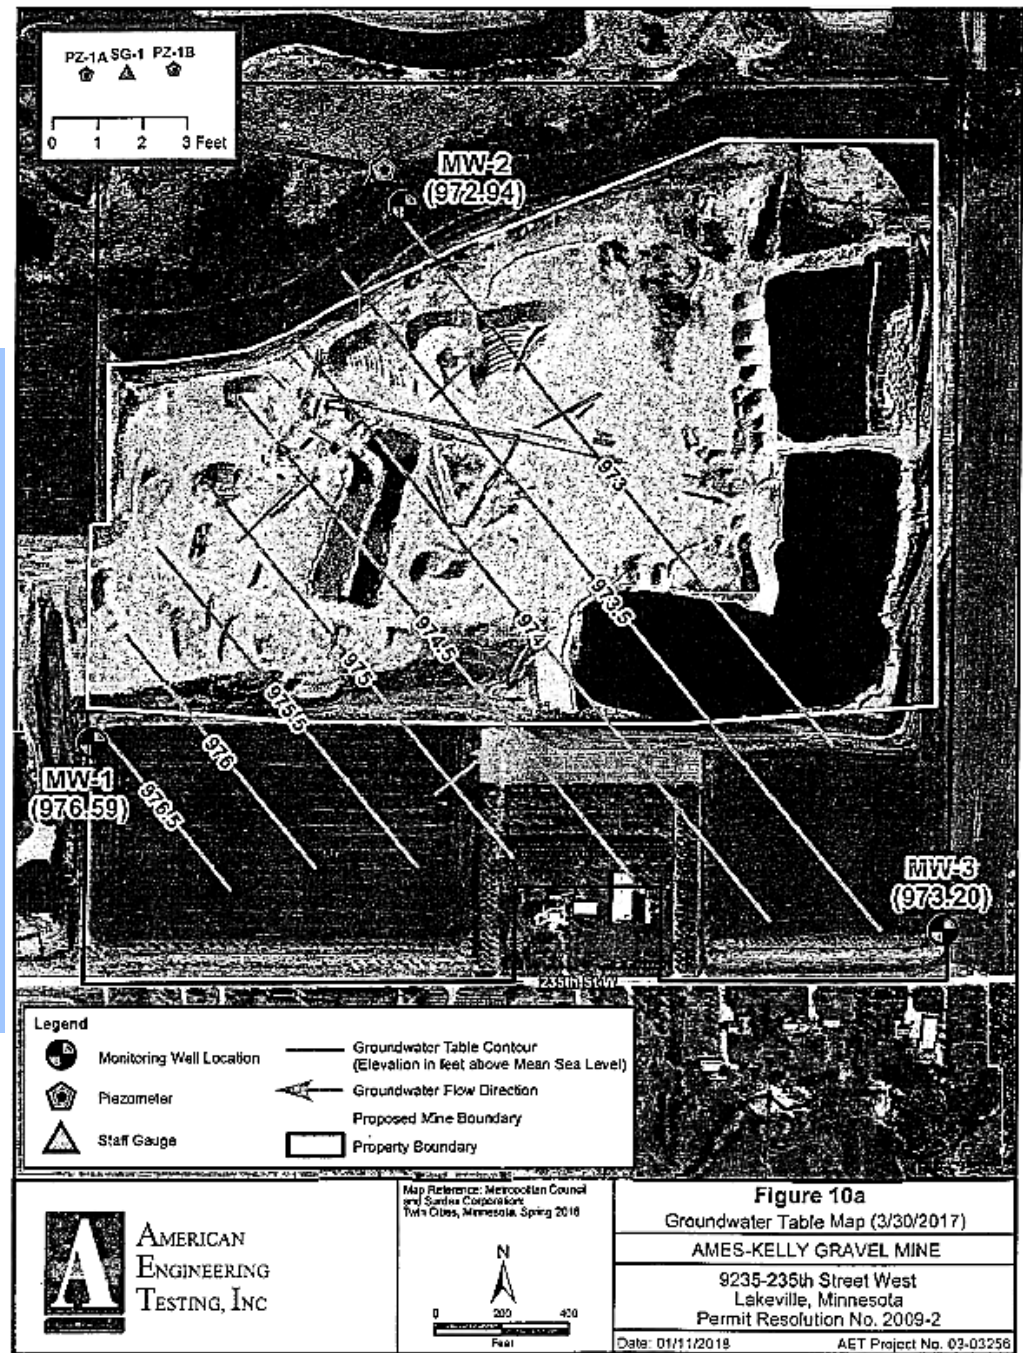 PZ-1A SG-1 PZ-1B
0 1 2 3 Feet
MW-2
(972.94)
973
973.5
974
974.5
975
975.5
976
976.5
MW-1
(976.59)
MW-3
(973.20)
235th St W
Legend
Monitoring Well Location
Piezometer
Staff Gauge
Groundwater Table Contour
(Elevation in feet above Mean Sea Level)
Groundwater Flow Direction
Proposed Mine Boundary
Property Boundary
AMERICAN
ENGINEERING
TESTING, INC
Map Reference: Metropolitan Council
and Surdex Corporation
Twin Cities, Minnesota, Spring 2016
N
0 200 400
Feet
Figure 10a
Groundwater Table Map (3/30/2017)
AMES-KELLY GRAVEL MINE
9235-235th Street West
Lakeville, Minnesota
Permit Resolution No. 2009-2
Date: 01/11/2018 AET Project No. 03-03256